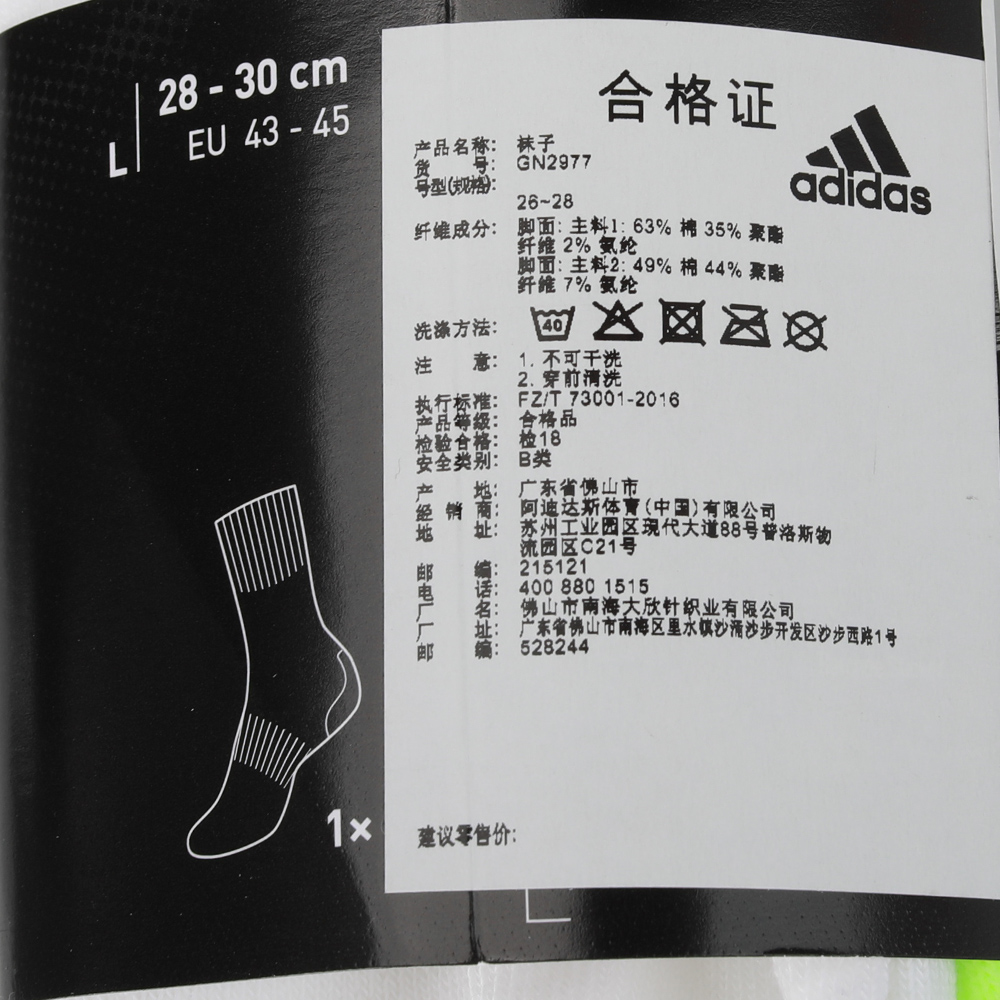 28 - 30 cm
L
EU 43 - 45
1×
合格证
adidas
产品名称: 袜子
货 号: GN2977
号型(规格):
26~28
纤维成分: 脚面: 主料1: 63% 棉 35% 聚酯
纤维 2% 氨纶
脚面: 主料2: 49% 棉 44% 聚酯
纤维 7% 氨纶
洗涤方法: 40
注 意: 1. 不可干洗
2. 穿前清洗
执行标准: FZ/T 73001-2016
产品等级: 合格品
检验合格: 检18
安全类别: B类
产 地: 广东省佛山市
经 销 商: 阿迪达斯体育(中国)有限公司
地 址: 苏州工业园区现代大道88号普洛斯物
流园区C21号
邮 编: 215121
电 话: 400 880 1515
厂 名: 佛山市南海大欣针织业有限公司
厂 址: 广东省佛山市南海区里水镇沙涌沙步开发区沙步西路1号
邮 编: 528244
建议零售价: